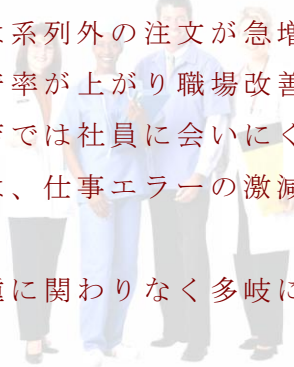 系列外の注文が急増
率が上がり職場改善
では社員に会いにく
、仕事エラーの激減
に関わりなく多岐に